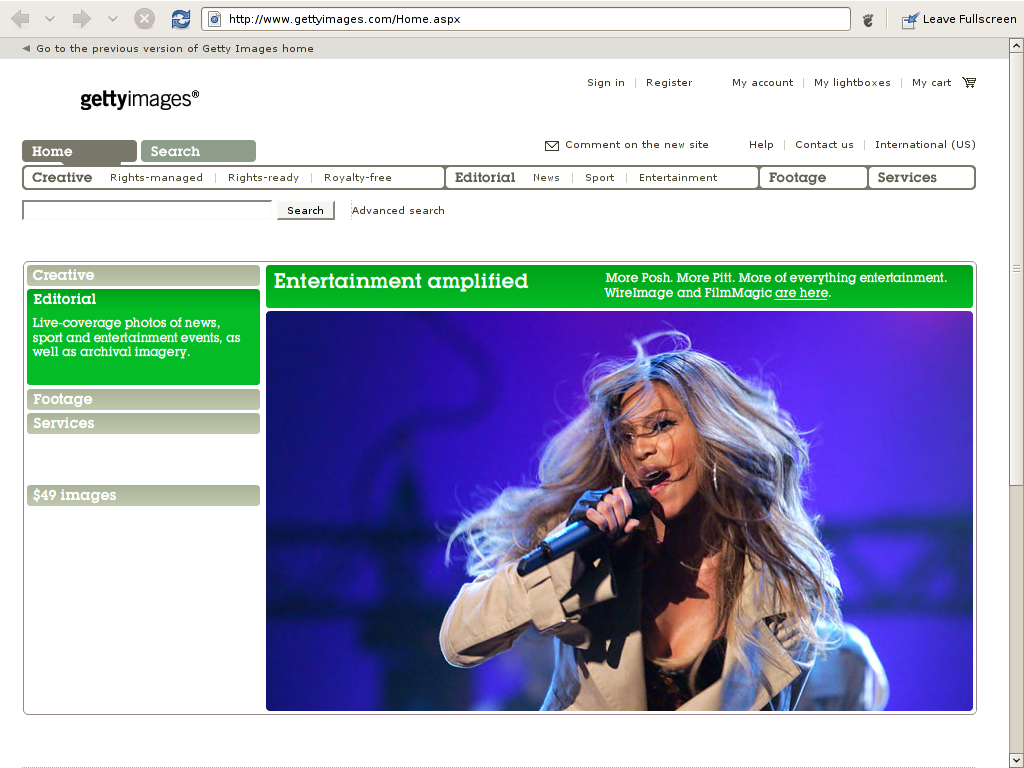 http://www.gettyimages.com/Home.aspx
Leave Fullscreen
Go to the previous version of Getty Images home
Sign in
Register
My account
My lightboxes
My cart
gettyimages®
Home
Search
Comment on the new site
Help
Contact us
International (US)
Creative
Rights-managed
Rights-ready
Royalty-free
Editorial
News
Sport
Entertainment
Footage
Services
Search
Advanced search
Creative
Editorial
Live-coverage photos of news,
sport and entertainment events, as
well as archival imagery.
Footage
Services
$49 images
Entertainment amplified
More Posh. More Pitt. More of everything entertainment.
WireImage and FilmMagic are here.